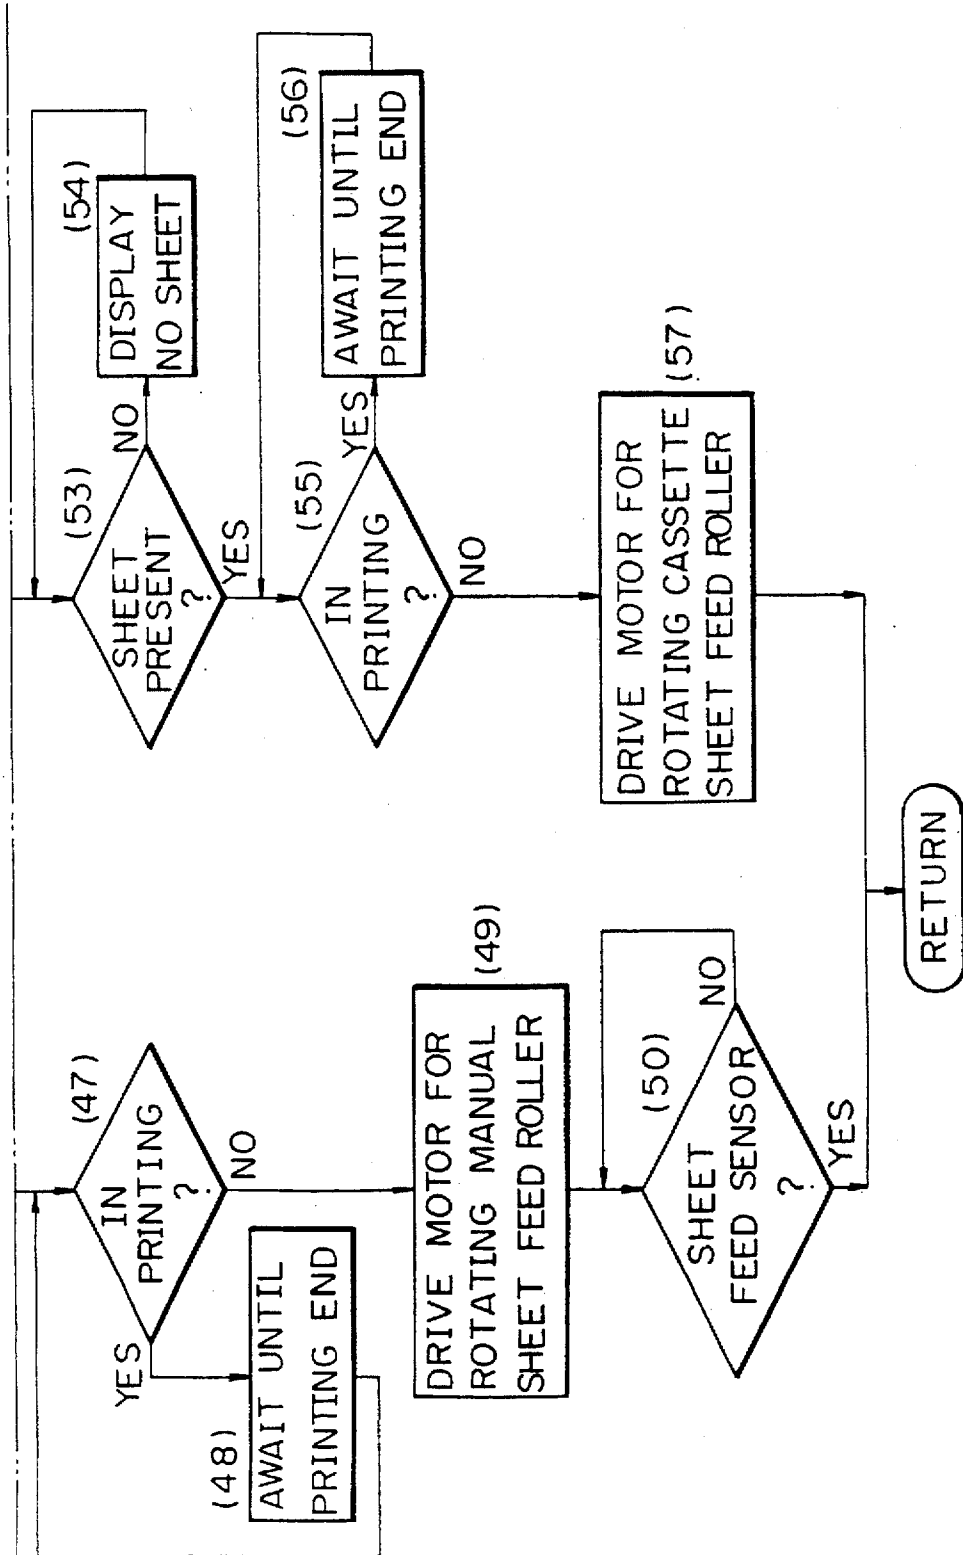 (47)
IN
PRINTING
?
YES
NO
(48)
AWAIT UNTIL
PRINTING END
DRIVE MOTOR FOR
ROTATING MANUAL
SHEET FEED ROLLER
(49)
(50)
SHEET
FEED SENSOR
?
NO
YES
(53)
SHEET
PRESENT
?
NO
YES
(54)
DISPLAY
NO SHEET
(55)
IN
PRINTING
?
YES
NO
(56)
AWAIT UNTIL
PRINTING END
DRIVE MOTOR FOR
ROTATING CASSETTE
SHEET FEED ROLLER
(57)
RETURN